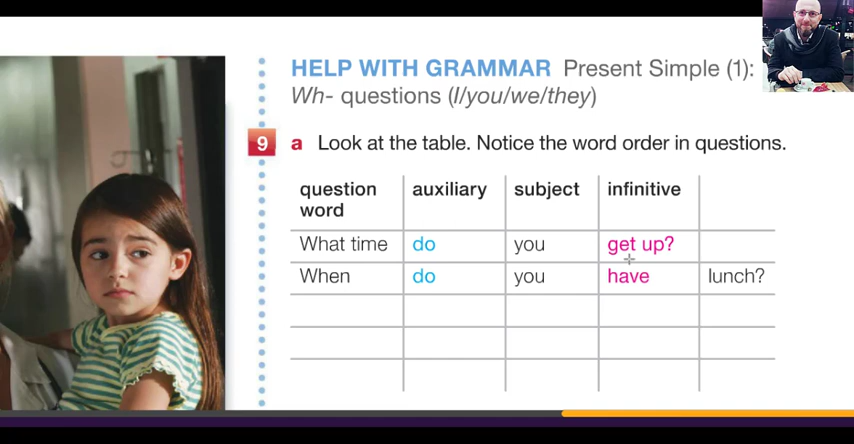 HELP WITH GRAMMAR Present Simple (1):
Wh- questions (I/you/we/they)
9 a Look at the table. Notice the word order in questions.
question word auxiliary subject infinitive
What time do you get up?
When do you have lunch?